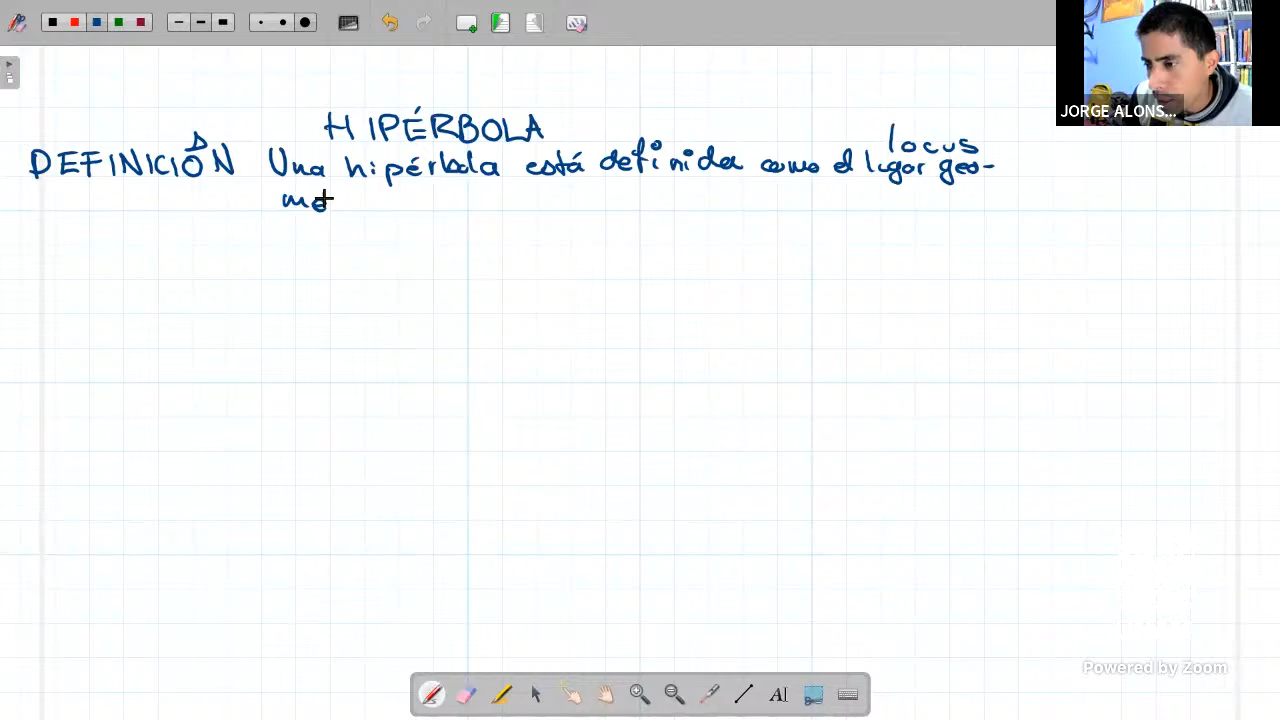 JORGE ALONS...
HIPÉRBOLA
locus
DEFINICIÓN Una hipérbola está definida como el lugar geo-
me
Powered by Zoom